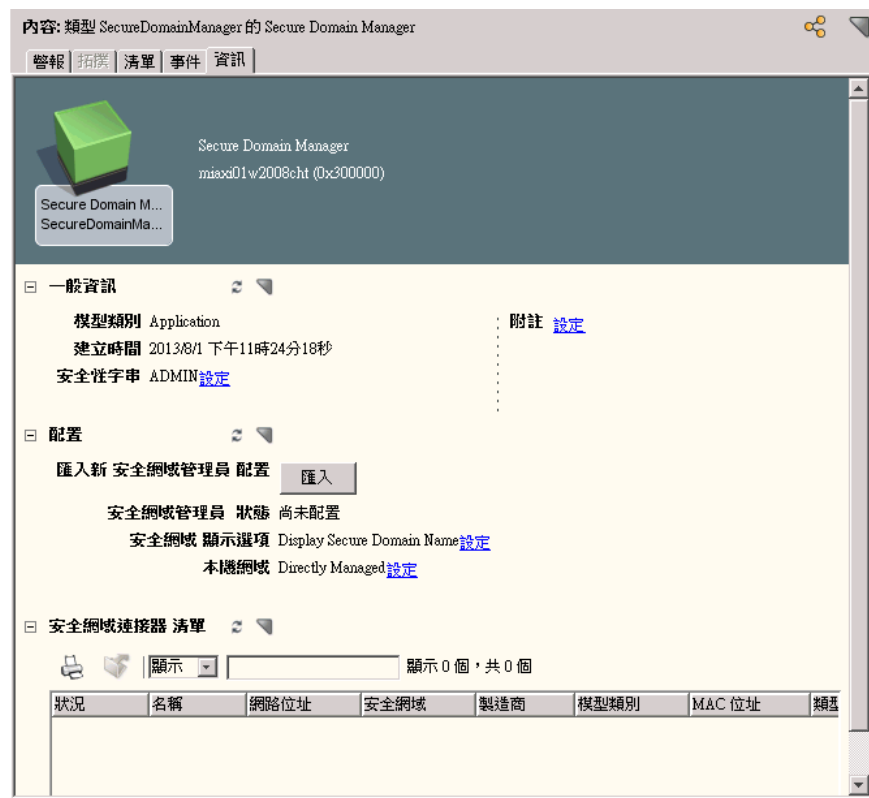 內容: 類型 SecureDomainManager 的 Secure Domain Manager
警報 拓撲 清單 事件 資訊
Secure Domain Manager
miaxi01w2008cht (0x300000)
Secure Domain M...
SecureDomainMa...
一般資訊
模型類別 Application
附註 設定
建立時間 2013/8/1 下午11時24分18秒
安全性字串 ADMIN設定
配置
匯入新 安全網域管理員 配置 匯入
安全網域管理員 狀態 尚未配置
安全網域 顯示選項 Display Secure Domain Name設定
本機網域 Directly Managed設定
安全網域連接器 清單
顯示 顯示 0 個，共 0 個
狀況 名稱 網路位址 安全網域 製造商 模型類別 MAC 位址 類型